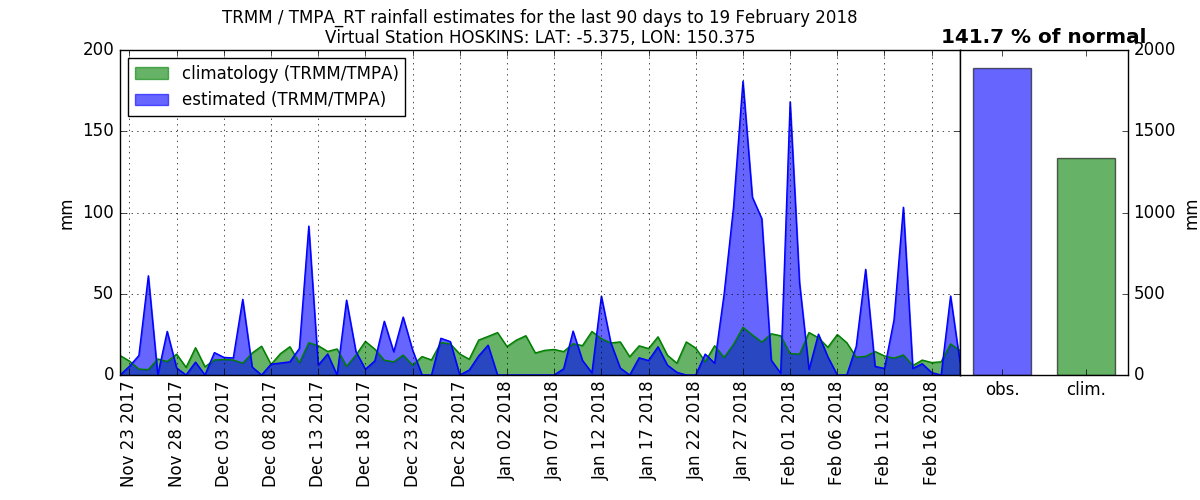 TRMM / TMPA_RT rainfall estimates for the last 90 days to 19 February 2018
Virtual Station HOSKINS: LAT: -5.375, LON: 150.375
141.7 % of normal
climatology (TRMM/TMPA)
estimated (TRMM/TMPA)
mm
200
150
100
50
0
Nov 23 2017
Nov 28 2017
Dec 03 2017
Dec 08 2017
Dec 13 2017
Dec 18 2017
Dec 23 2017
Dec 28 2017
Jan 02 2018
Jan 07 2018
Jan 12 2018
Jan 17 2018
Jan 22 2018
Jan 27 2018
Feb 01 2018
Feb 06 2018
Feb 11 2018
Feb 16 2018
obs.
clim.
2000
1500
1000
500
0
mm